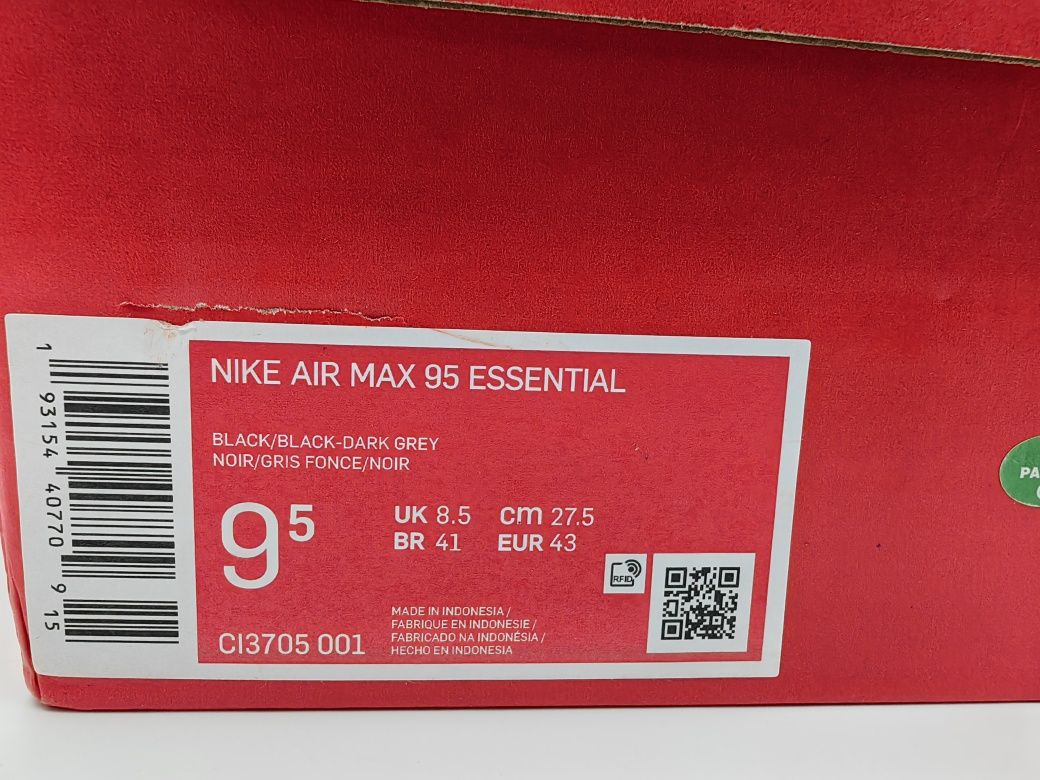 NIKE AIR MAX 95 ESSENTIAL
BLACK/BLACK-DARK GREY
NOIR/GRIS FONCE/NOIR
9⁵
UK 8.5 cm 27.5
BR 41 EUR 43
RFID
MADE IN INDONESIA /
FABRIQUE EN INDONESIE /
FABRICADO NA INDONÉSIA /
HECHO EN INDONESIA
CI3705 001
1 93154 40770 9 15
PA